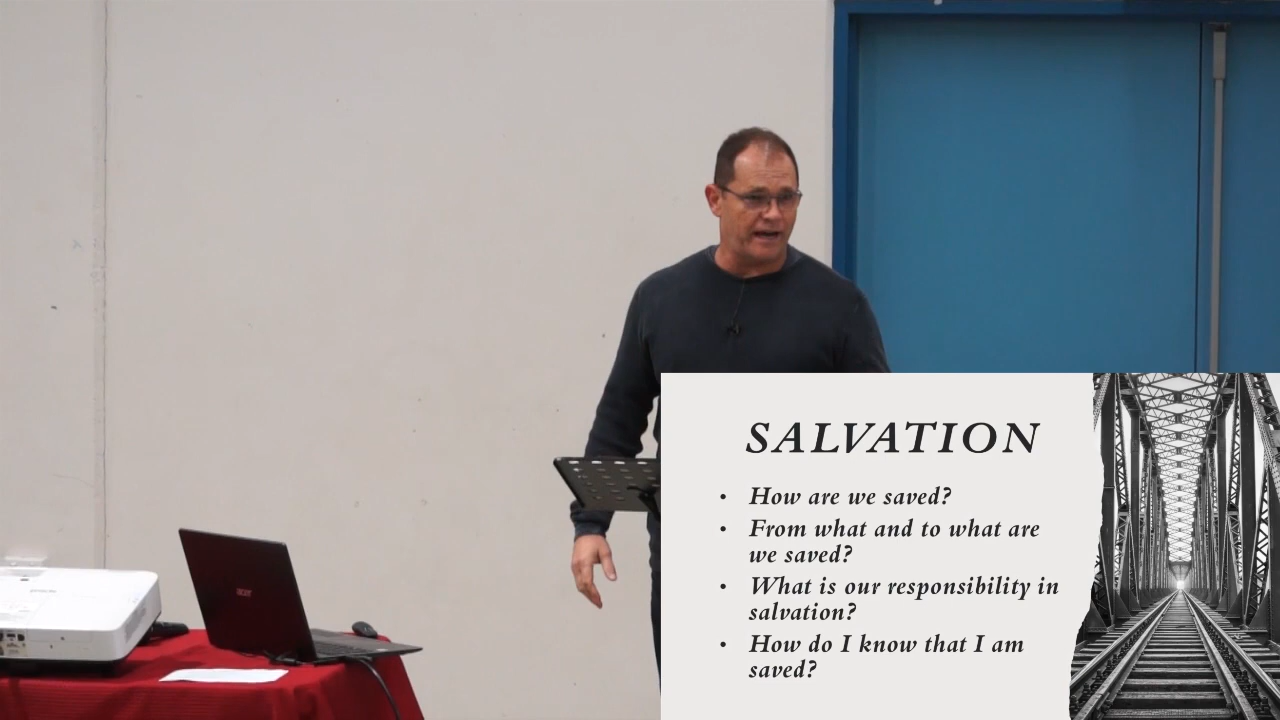 acer
SALVATION
• How are we saved?
• From what and to what are
we saved?
• What is our responsibility in
salvation?
• How do I know that I am
saved?